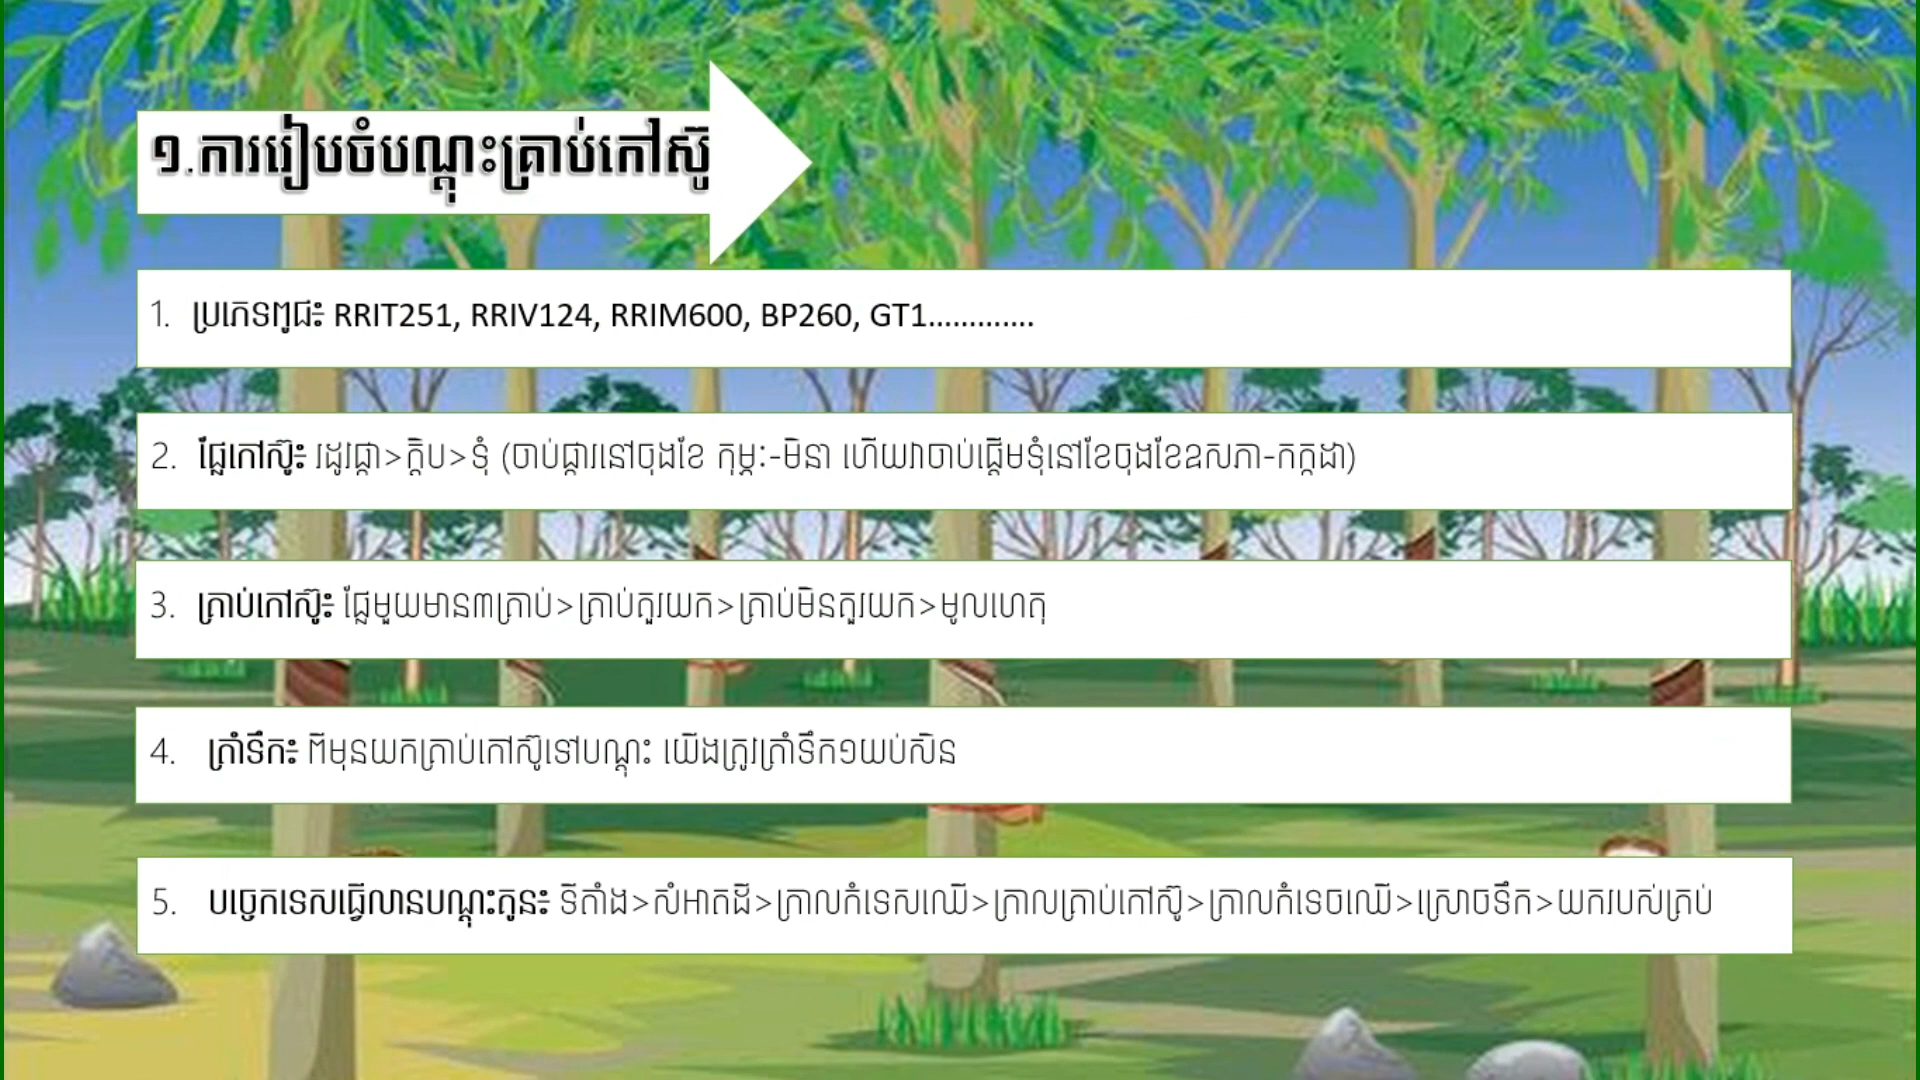 ១.ការរៀបចំបណ្ដុះគ្រាប់កៅស៊ូ
1. ប្រភេទពូជ៖ RRIT251, RRIV124, RRIM600, BP260, GT1.............
2. ផ្លែកៅស៊ូ៖ រដូវផ្កា>ក្ដិប>ទុំ (ចាប់ផ្ការនៅចុងខែ កុម្ភៈ-មិនា ហើយវាចាប់ផ្ដើមទុំនៅខែចុងខែឧសភា-កក្កដា)
3. គ្រាប់កៅស៊ូ៖ ផ្លែមួយមាន៣គ្រាប់>គ្រាប់គួរយក>គ្រាប់មិនគួរយក>មូលហេតុ
4. ត្រាំទឹក៖ ពីមុនយកគ្រាប់កៅស៊ូទៅបណ្ដុះ យើងត្រូវត្រាំទឹក១យប់សិន
5. បច្ចេកទេសធ្វើលានបណ្ដុះកូន៖ ទីតាំង>សំអាតដី>ក្រាលកំទេសឈើ>ក្រាលគ្រាប់កៅស៊ូ>ក្រាលកំទេចឈើ>ស្រោចទឹក>យករបស់គ្រប់